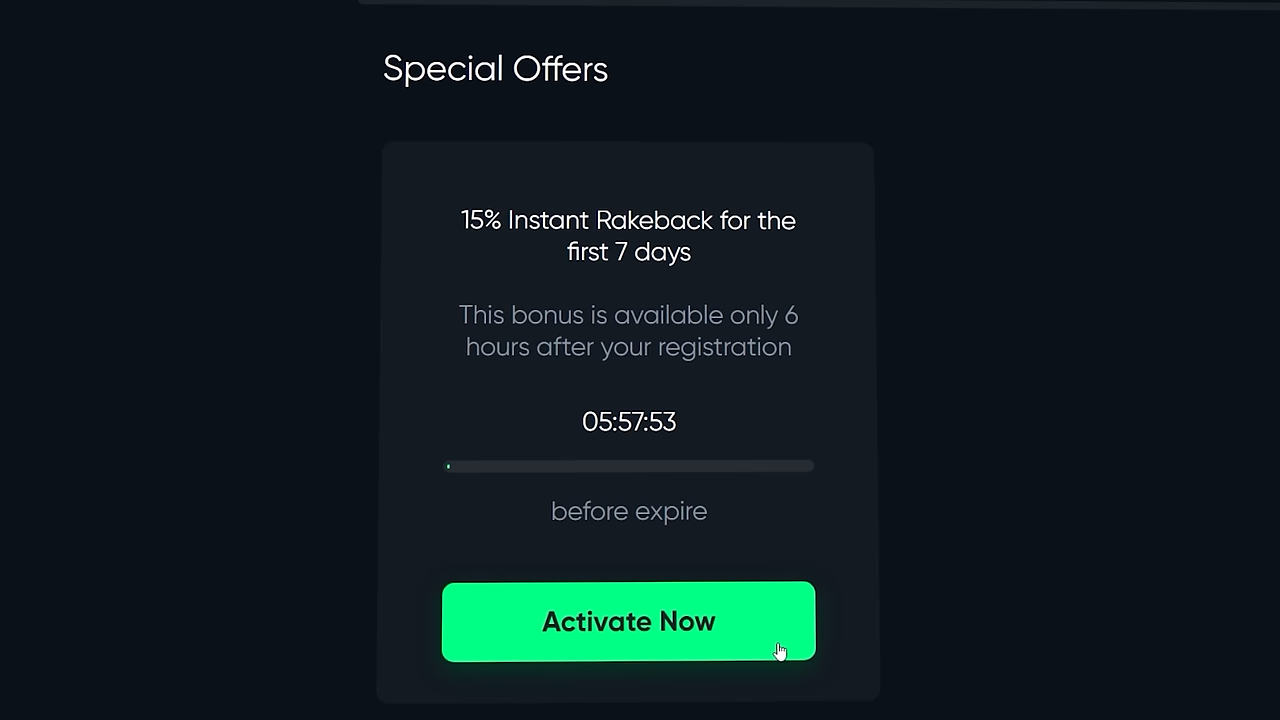 Special Offers
15% Instant Rakeback for the
first 7 days
This bonus is available only 6
hours after your registration
05:57:53
before expire
Activate Now